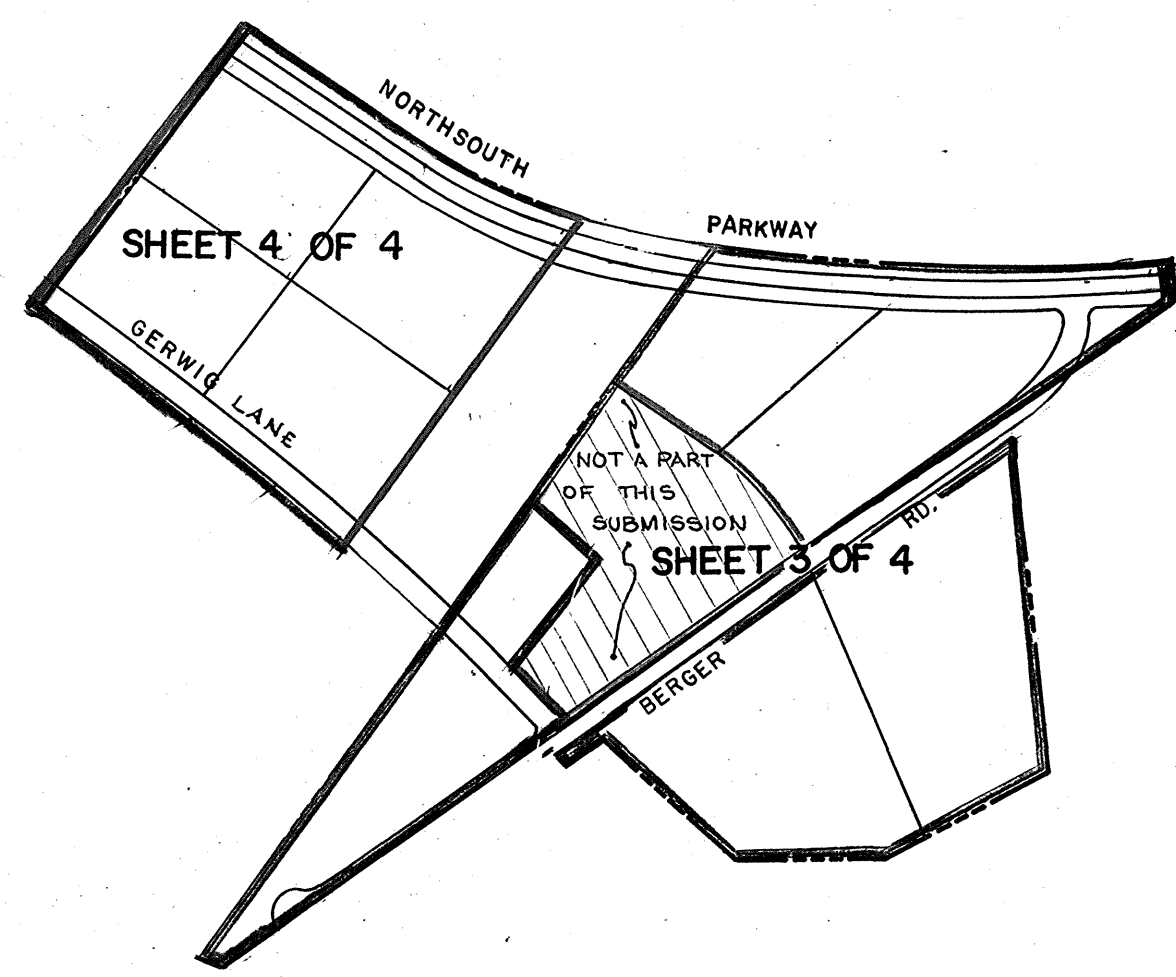 NORTHSOUTH
PARKWAY
SHEET 4 OF 4
GERWIG LANE
NOT A PART
OF THIS
SUBMISSION
SHEET 3 OF 4
RD.
BERGER